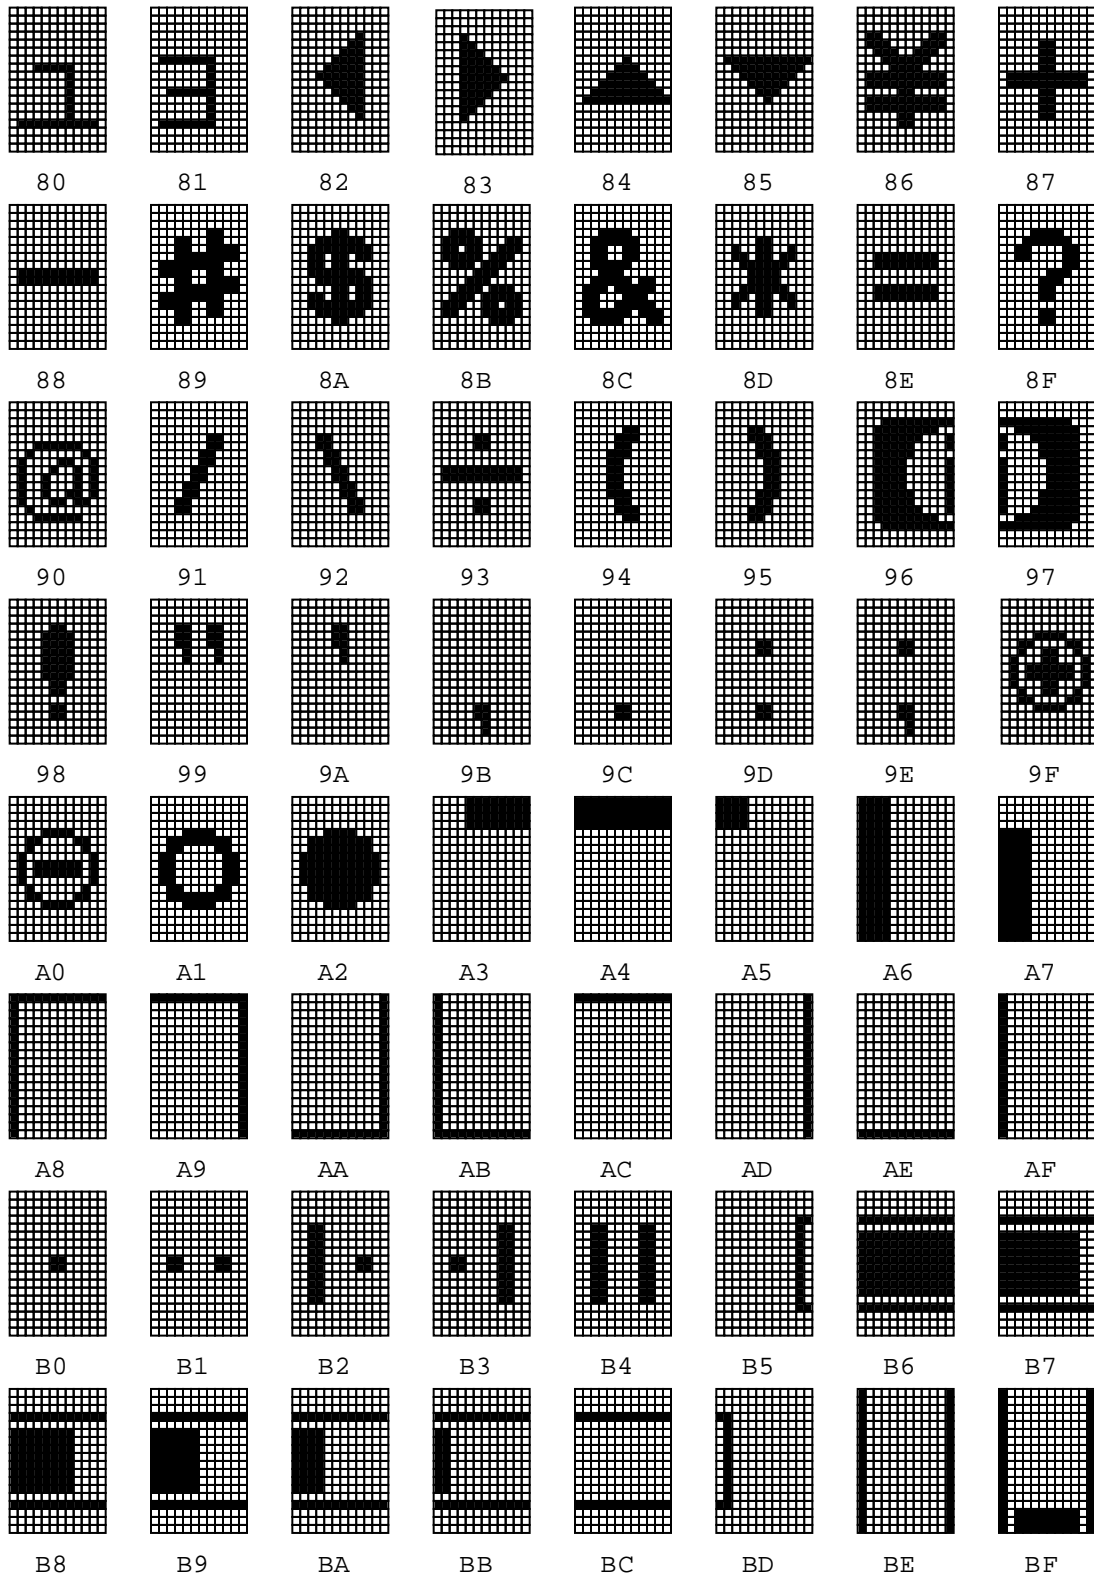 コ ヨ ◀ ▶ ▲ ▼ ¥ +
80 81 82 83 84 85 86 87
- # $ % & * = ?
88 89 8A 8B 8C 8D 8E 8F
@ / \ ÷ ( )
90 91 92 93 94 95 96 97
! " ' , . : ; ⊕
98 99 9A 9B 9C 9D 9E 9F
⊖ ○ ●
A0 A1 A2 A3 A4 A5 A6 A7
A8 A9 AA AB AC AD AE AF
B0 B1 B2 B3 B4 B5 B6 B7
B8 B9 BA BB BC BD BE BF